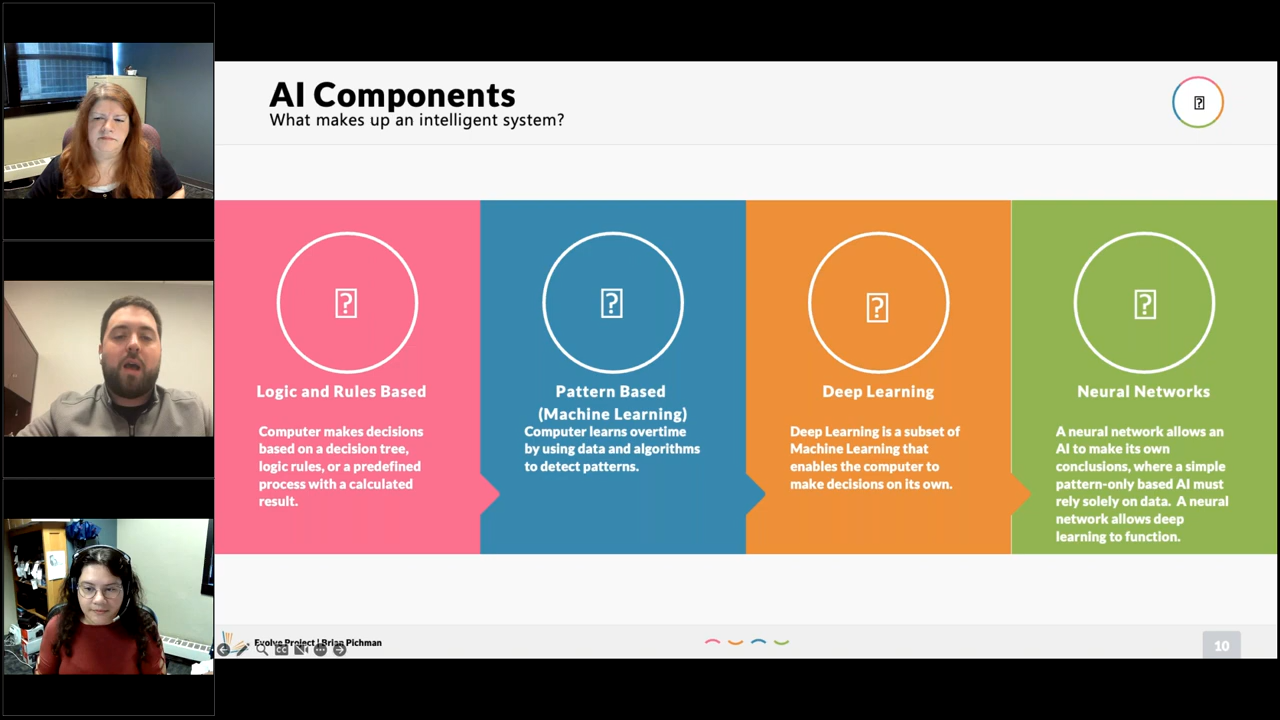 AI Components
What makes up an intelligent system?
Logic and Rules Based
Computer makes decisions
based on a decision tree,
logic rules, or a predefined
process with a calculated
result.
Pattern Based
(Machine Learning)
Computer learns overtime
by using data and algorithms
to detect patterns.
Deep Learning
Deep Learning is a subset of
Machine Learning that
enables the computer to
make decisions on its own.
Neural Networks
A neural network allows an
AI to make its own
conclusions, where a simple
pattern-only based AI must
rely solely on data.  A neural
network allows deep
learning to function.
Evolve Project | Brian Pichman
CC
10